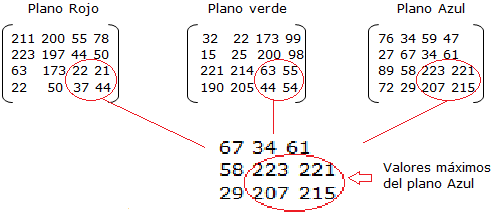 Plano Rojo Plano verde Plano Azul
211 200 55 78 32 22 173 99 76 34 59 47
223 197 44 50 15 25 200 98 27 67 34 61
63 173 22 21 221 214 63 55 89 58 223 221
22 50 37 44 190 205 44 54 72 29 207 215
67 34 61
58 223 221
29 207 215
Valores máximos
del plano Azul